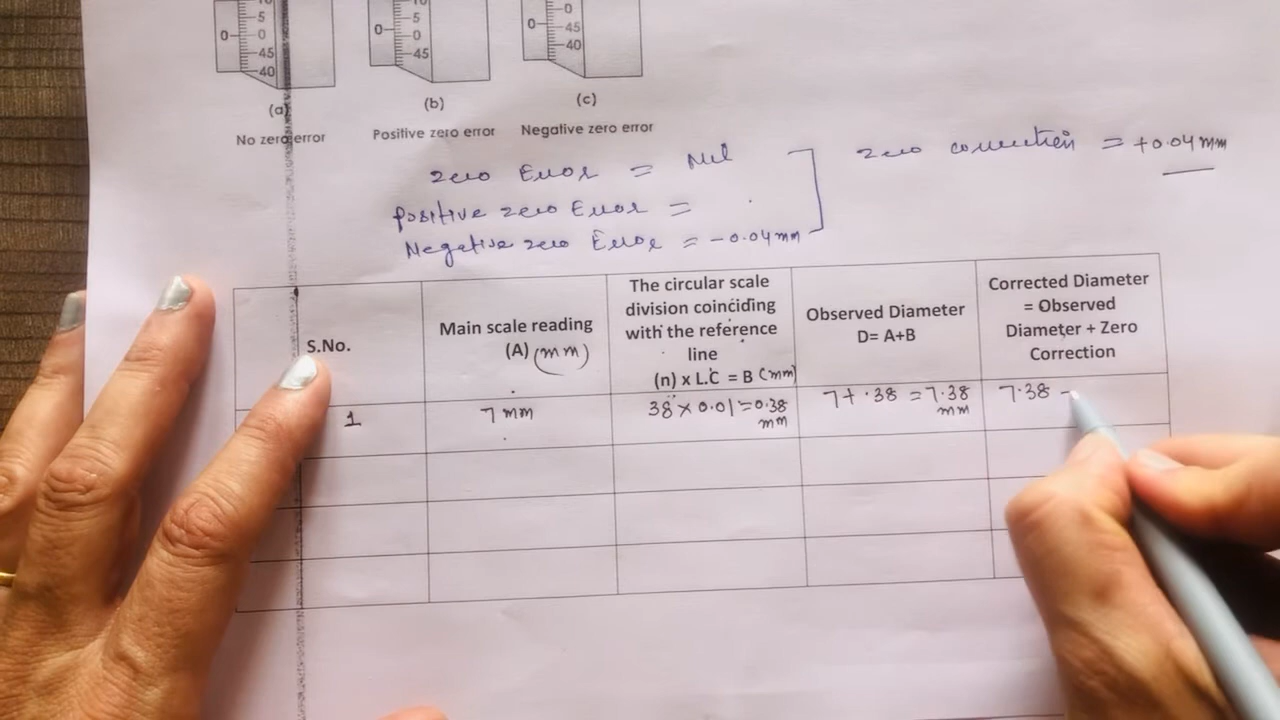 10
5
0
0
45
40
10
5
0
0
45
0
0
45
40
(a)
(b)
(c)
No zero error
Positive zero error
Negative zero error
zero Error = Nil
zero correction = +0.04 mm
positive zero Error =
Negative zero Error = -0.04 mm
S.No.
Main scale reading
(A) (mm)
The circular scale
division coinciding
with the reference
line
(n) x L.C = B (mm)
Observed Diameter
D= A+B
Corrected Diameter
= Observed
Diameter + Zero
Correction
1
7 mm
38 × 0.01 = 0.38
mm
7 + .38 = 7.38
mm
7.38